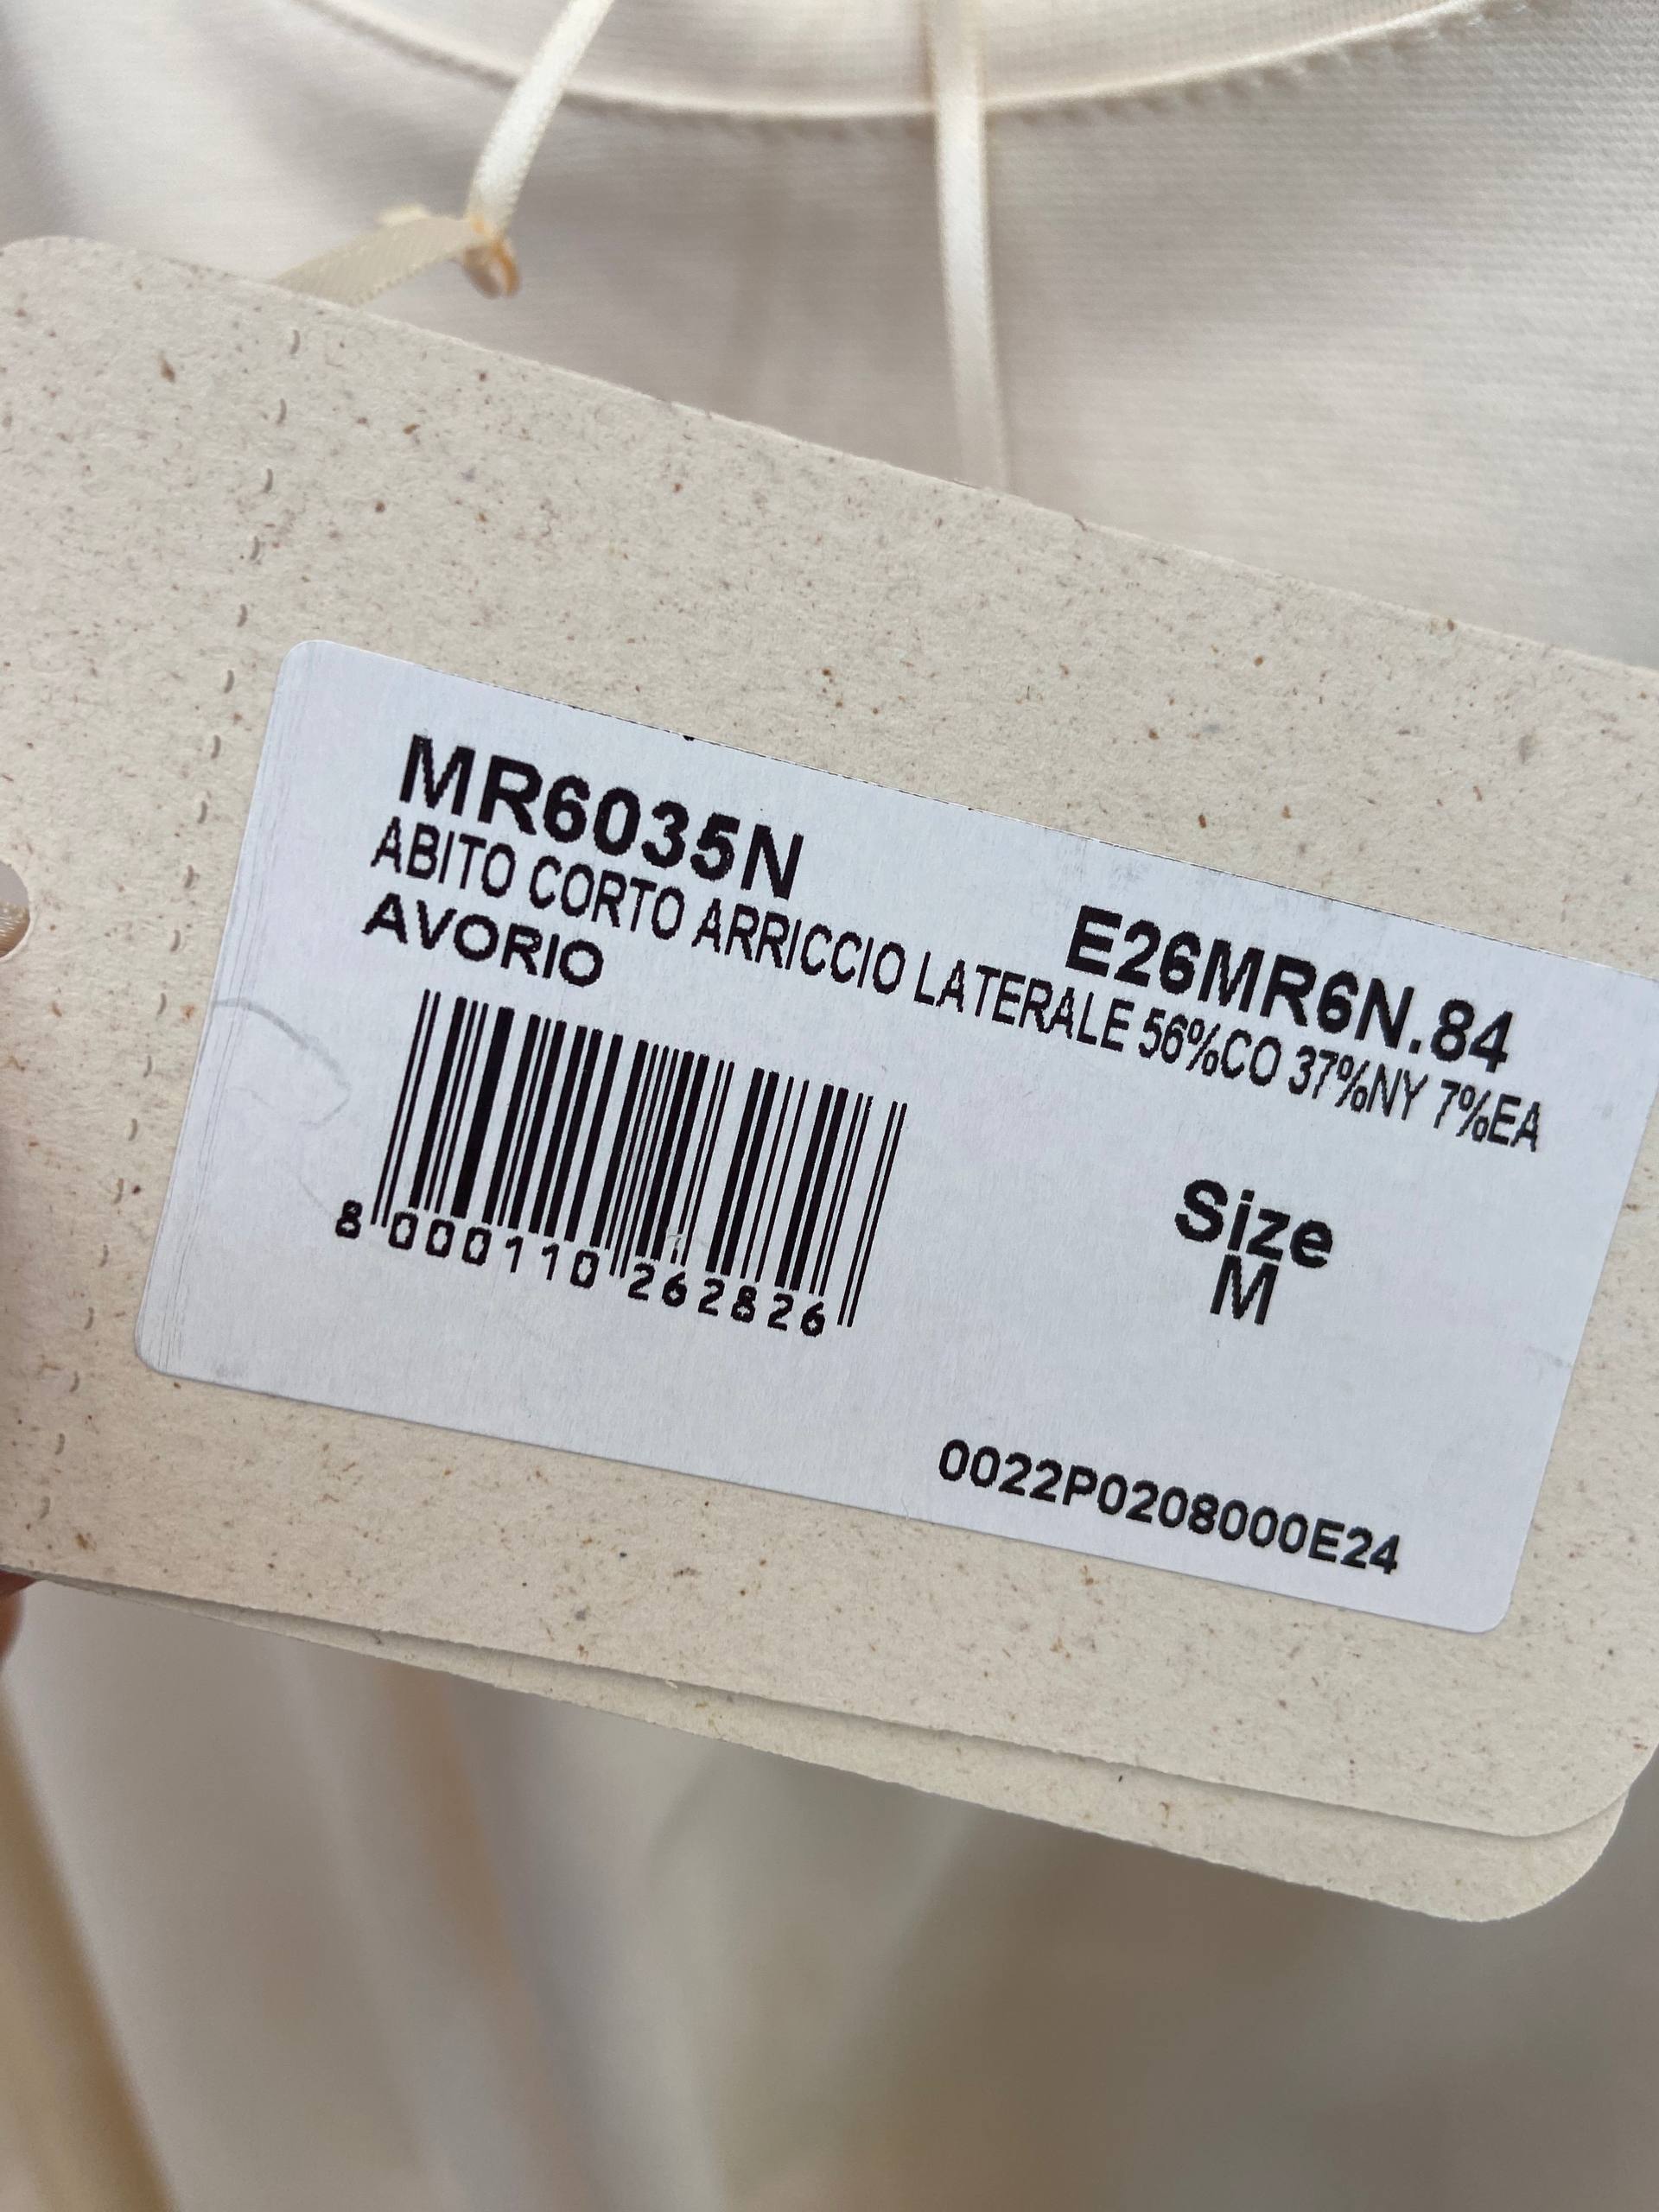 MR6035N E26MR6N.84
ABITO CORTO ARRICCIO LATERALE 56%CO 37%NY 7%EA
AVORIO
8 000110 262826
Size
M
0022P0208000E24